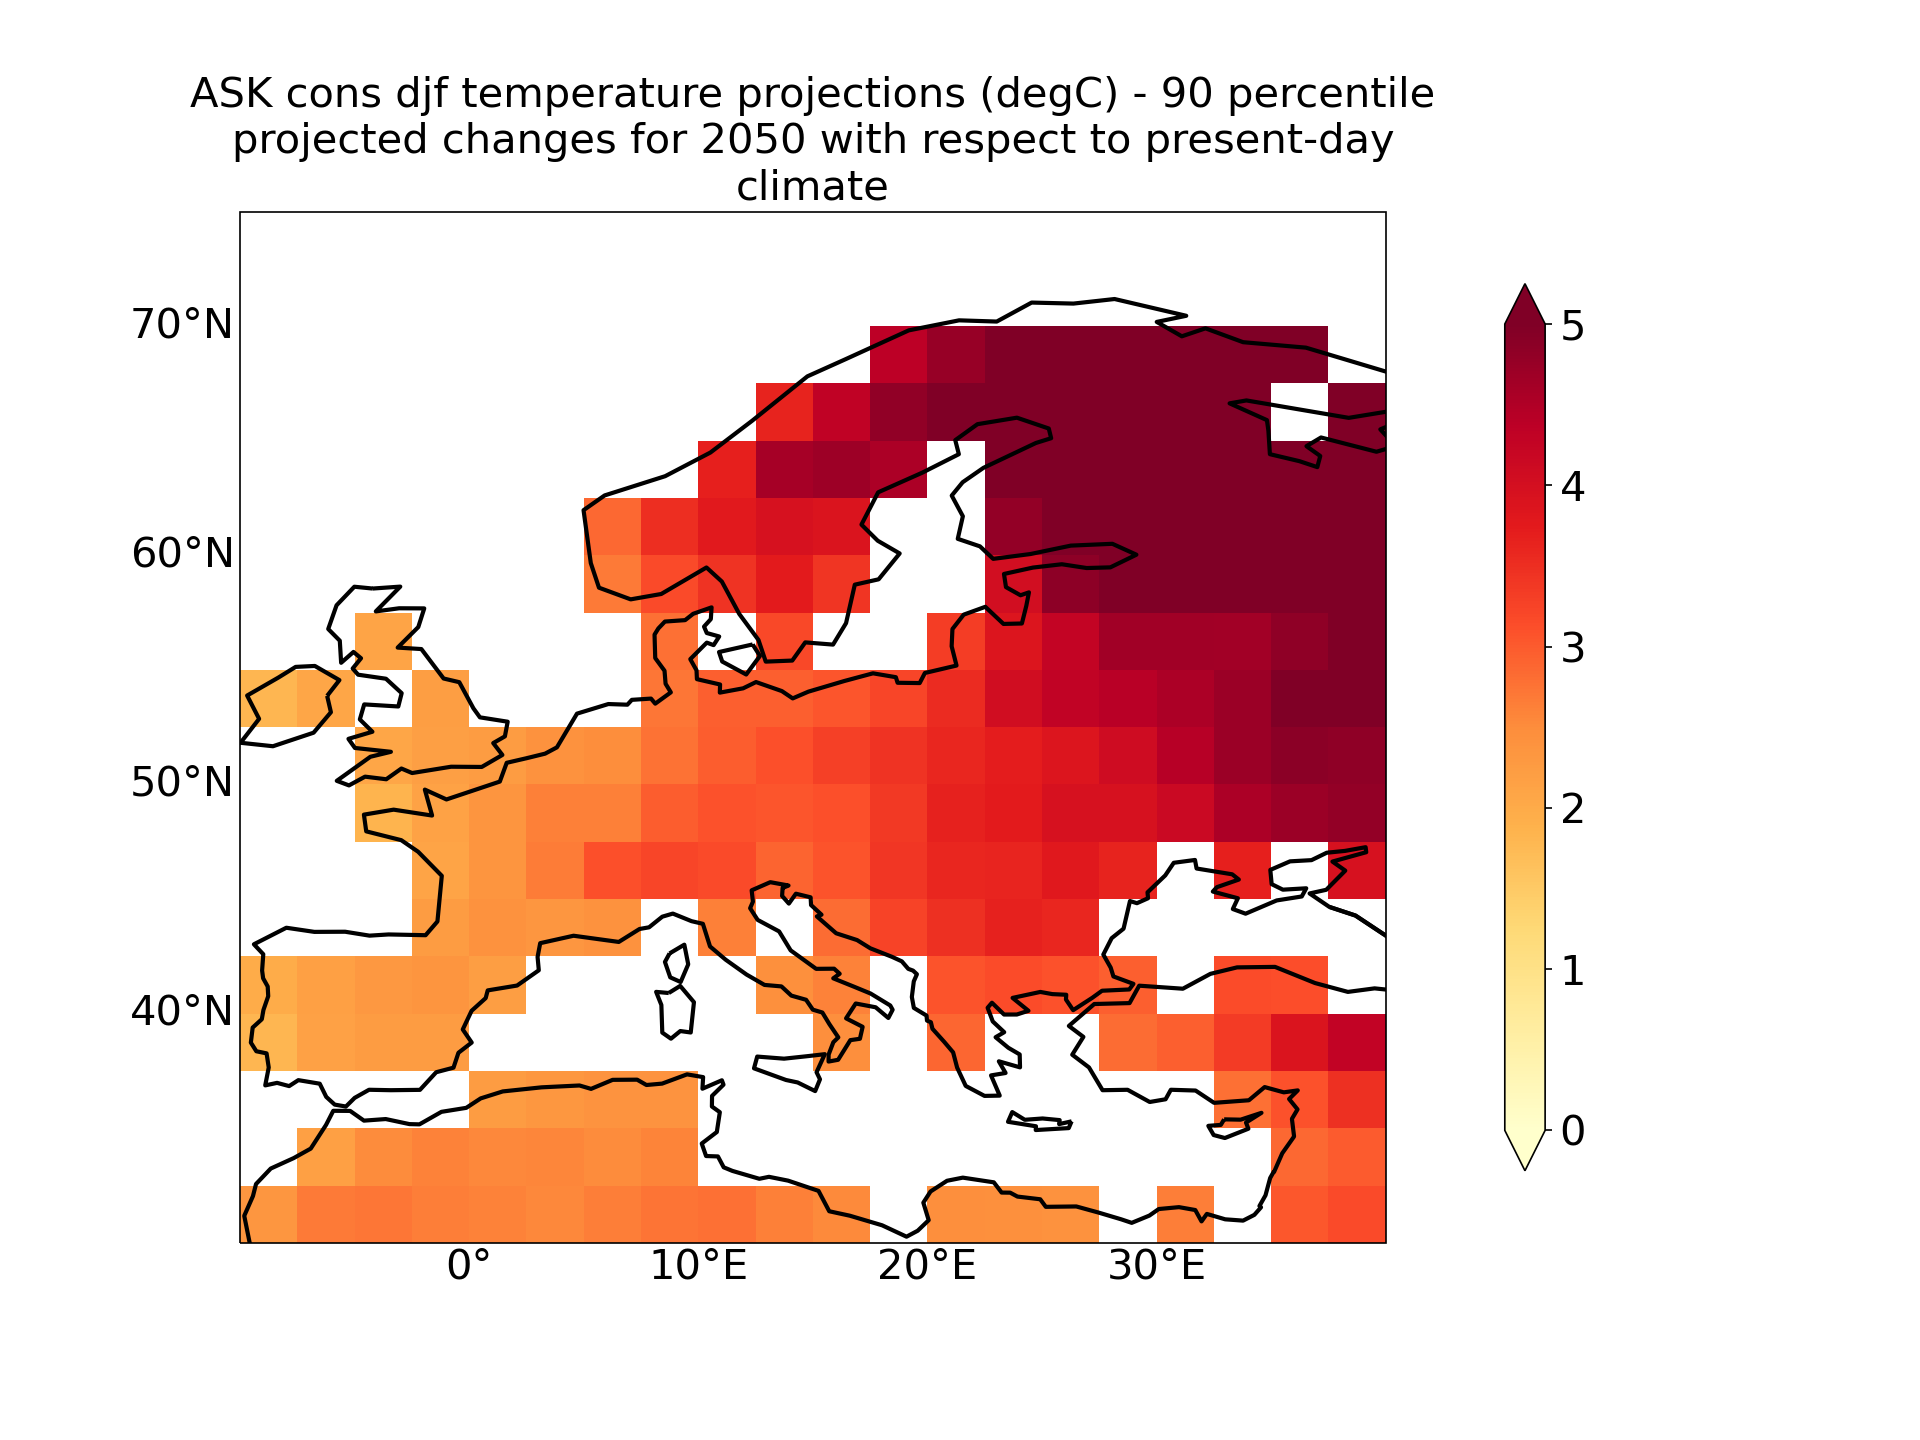 ASK cons djf temperature projections (degC) - 90 percentile
projected changes for 2050 with respect to present-day
climate
70°N
60°N
50°N
40°N
0°
10°E
20°E
30°E
5
4
3
2
1
0